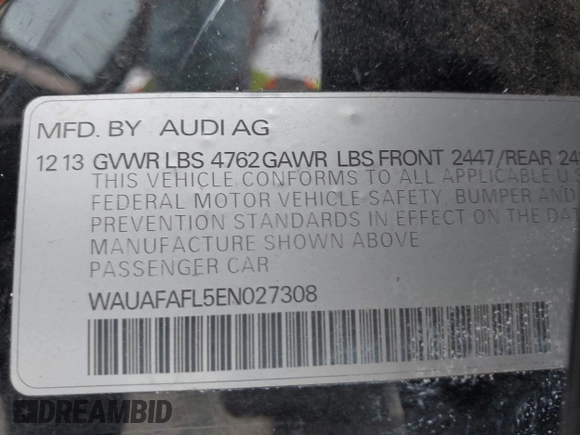 MFD. BY AUDI AG
12 13 GVWR LBS 4762 GAWR LBS FRONT 2447/REAR
THIS VEHICLE CONFORMS TO ALL APPLICABLE
FEDERAL MOTOR VEHICLE SAFETY, BUMPER AND
PREVENTION STANDARDS IN EFFECT ON THE
MANUFACTURE SHOWN ABOVE
PASSENGER CAR
WAUAFAFL5EN027308
DREAMBID